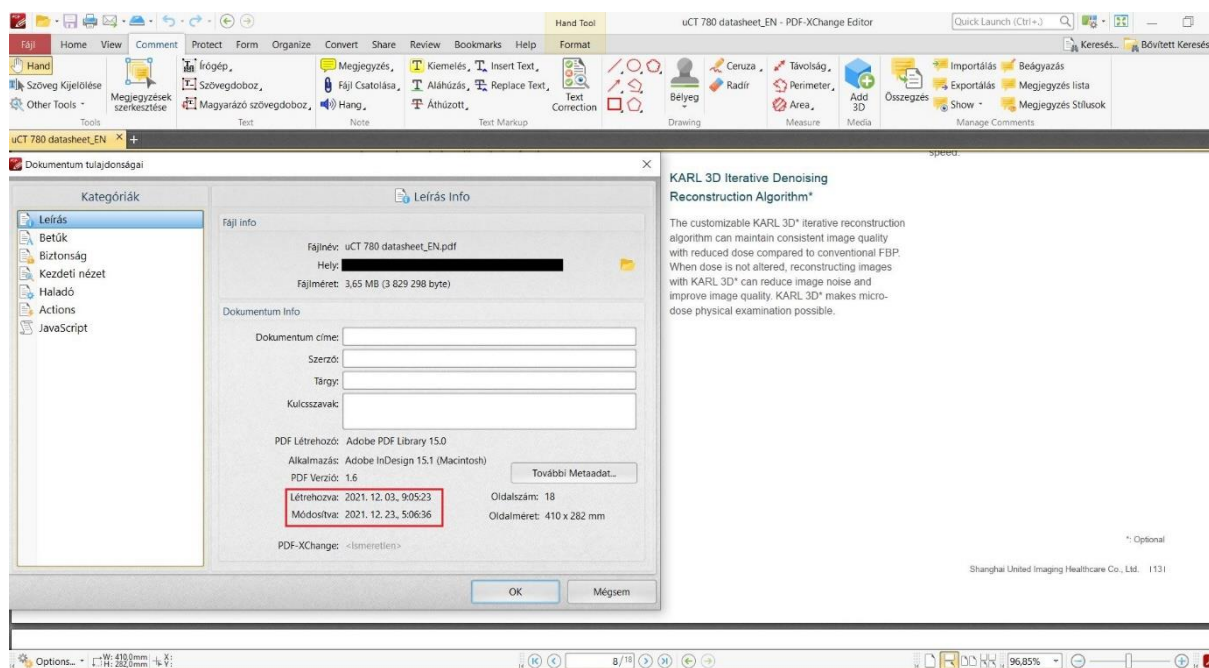 Hand Tool
uCT 780 datasheet_EN - PDF-XChange Editor
Quick Launch (Ctrl+.)
Fájl Home View Comment Protect Form Organize Convert Share Review Bookmarks Help Format
Keresés... Bővített Keresés
Hand
Szöveg Kijelölése
Other Tools
Tools
Megjegyzések szerkesztése
Írógép
Szövegdoboz
Magyarázó szövegdoboz
Text
Megjegyzés
Fájl Csatolása
Hang
Note
Kiemelés Insert Text
Aláhúzás Replace Text
Áthúzott
Text Markup
Text Correction
Bélyeg
Ceruza
Radír
Drawing
Távolság
Perimeter
Area
Measure
Add 3D
Media
Összegzés
Importálás
Exportálás
Show
Beágyazás
Megjegyzés lista
Megjegyzés Stílusok
Manage Comments
uCT 780 datasheet_EN
Dokumentum tulajdonságai
Kategóriák
Leírás
Betűk
Biztonság
Kezdeti nézet
Haladó
Actions
JavaScript
Leírás Info
Fájl info
Fájlnév: uCT 780 datasheet_EN.pdf
Hely:
Fájlméret: 3,65 MB (3 829 298 byte)
Dokumentum Info
Dokumentum címe:
Szerző:
Tárgy:
Kulcsszavak:
PDF Létrehozó: Adobe PDF Library 15.0
Alkalmazás: Adobe InDesign 15.1 (Macintosh)
PDF Verzió: 1.6
További Metaadat...
Létrehozva: 2021. 12. 03., 9:05:23
Oldalszám: 18
Módosítva: 2021. 12. 23., 5:06:36
Oldalméret: 410 x 282 mm
PDF-XChange: <Ismeretlen>
OK Mégsem
speed.
KARL 3D Iterative Denoising
Reconstruction Algorithm*
The customizable KARL 3D* iterative reconstruction
algorithm can maintain consistent image quality
with reduced dose compared to conventional FBP.
When dose is not altered, reconstructing images
with KARL 3D* can reduce image noise and
improve image quality. KARL 3D* makes micro-
dose physical examination possible.
*: Optional
Shanghai United Imaging Healthcare Co., Ltd. | 13 |
Options...
W: 410,0mm
H: 282,0mm
X:
Y:
8/18
96,85%